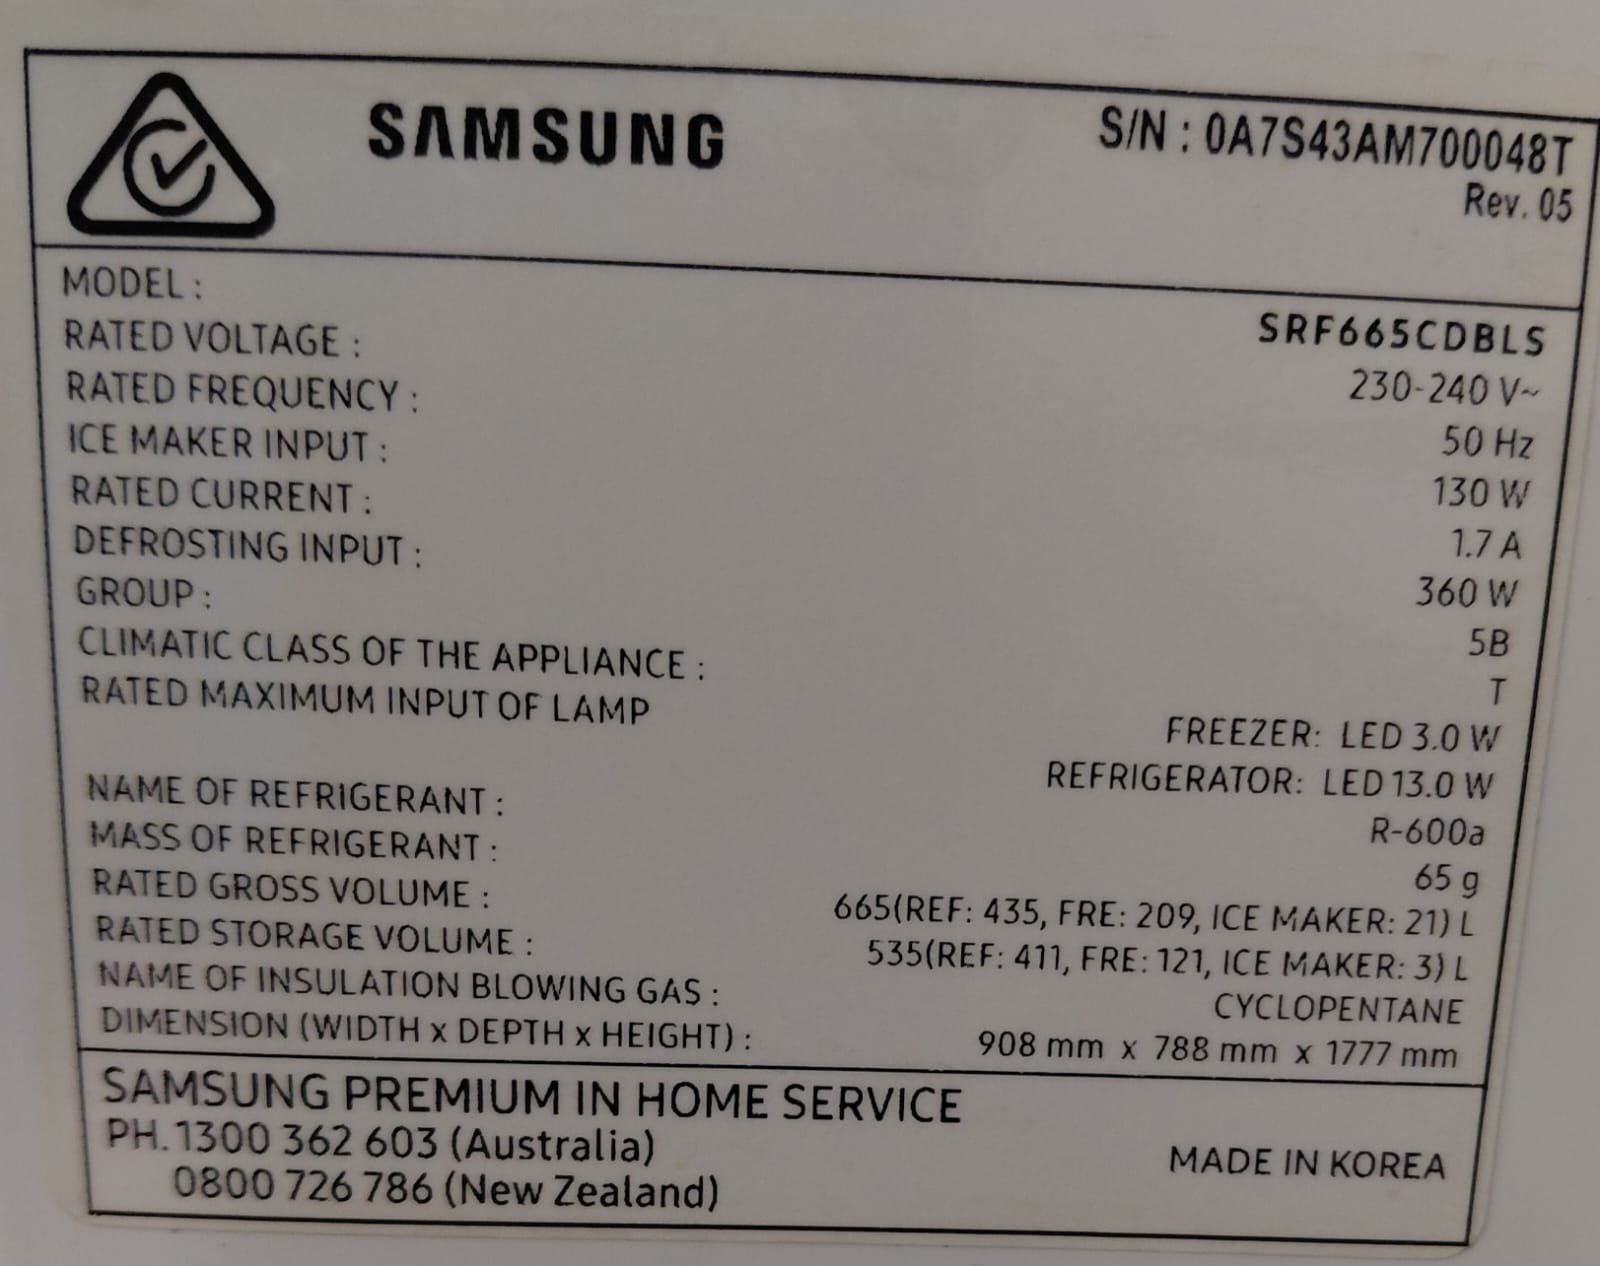 SAMSUNG
S/N : 0A7S43AM700048T
Rev. 05
MODEL : SRF665CDBLS
RATED VOLTAGE : 230-240 V~
RATED FREQUENCY : 50 Hz
ICE MAKER INPUT : 130 W
RATED CURRENT : 1.7 A
DEFROSTING INPUT : 360 W
GROUP : 5B
CLIMATIC CLASS OF THE APPLIANCE : T
RATED MAXIMUM INPUT OF LAMP FREEZER: LED 3.0 W
REFRIGERATOR: LED 13.0 W
NAME OF REFRIGERANT : R-600a
MASS OF REFRIGERANT : 65 g
RATED GROSS VOLUME : 665(REF: 435, FRE: 209, ICE MAKER: 21) L
RATED STORAGE VOLUME : 535(REF: 411, FRE: 121, ICE MAKER: 3) L
NAME OF INSULATION BLOWING GAS : CYCLOPENTANE
DIMENSION (WIDTH x DEPTH x HEIGHT) : 908 mm x 788 mm x 1777 mm
SAMSUNG PREMIUM IN HOME SERVICE
PH. 1300 362 603 (Australia)
0800 726 786 (New Zealand)
MADE IN KOREA